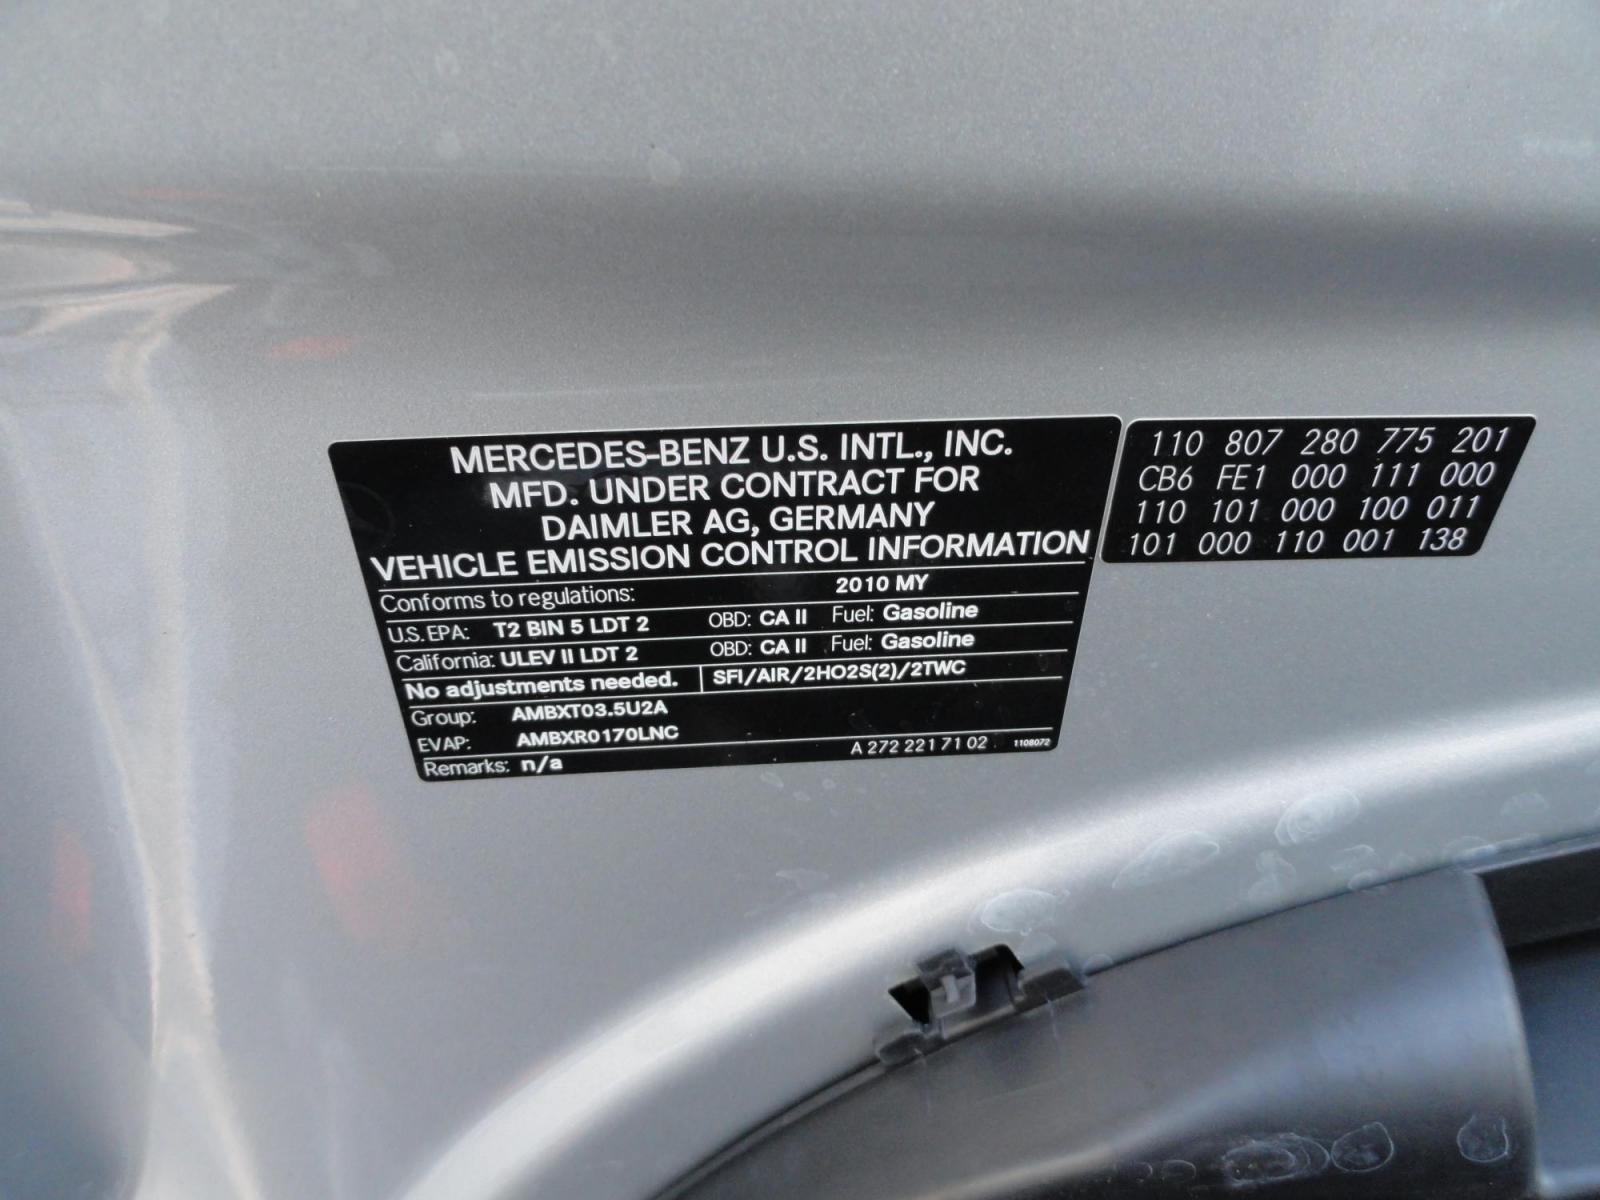 MERCEDES-BENZ U.S. INTL., INC.
MFD. UNDER CONTRACT FOR
DAIMLER AG, GERMANY
VEHICLE EMISSION CONTROL INFORMATION
Conforms to regulations: 2010 MY
U.S. EPA: T2 BIN 5 LDT 2 OBD: CA II Fuel: Gasoline
California: ULEV II LDT 2 OBD: CA II Fuel: Gasoline
No adjustments needed. SFI/AIR/2HO2S(2)/2TWC
Group: AMBXT03.5U2A
EVAP: AMBXR0170LNC
Remarks: n/a A 272 221 71 02 1108072
110 807 280 775 201
CB6 FE1 000 111 000
110 101 000 100 011
101 000 110 001 138